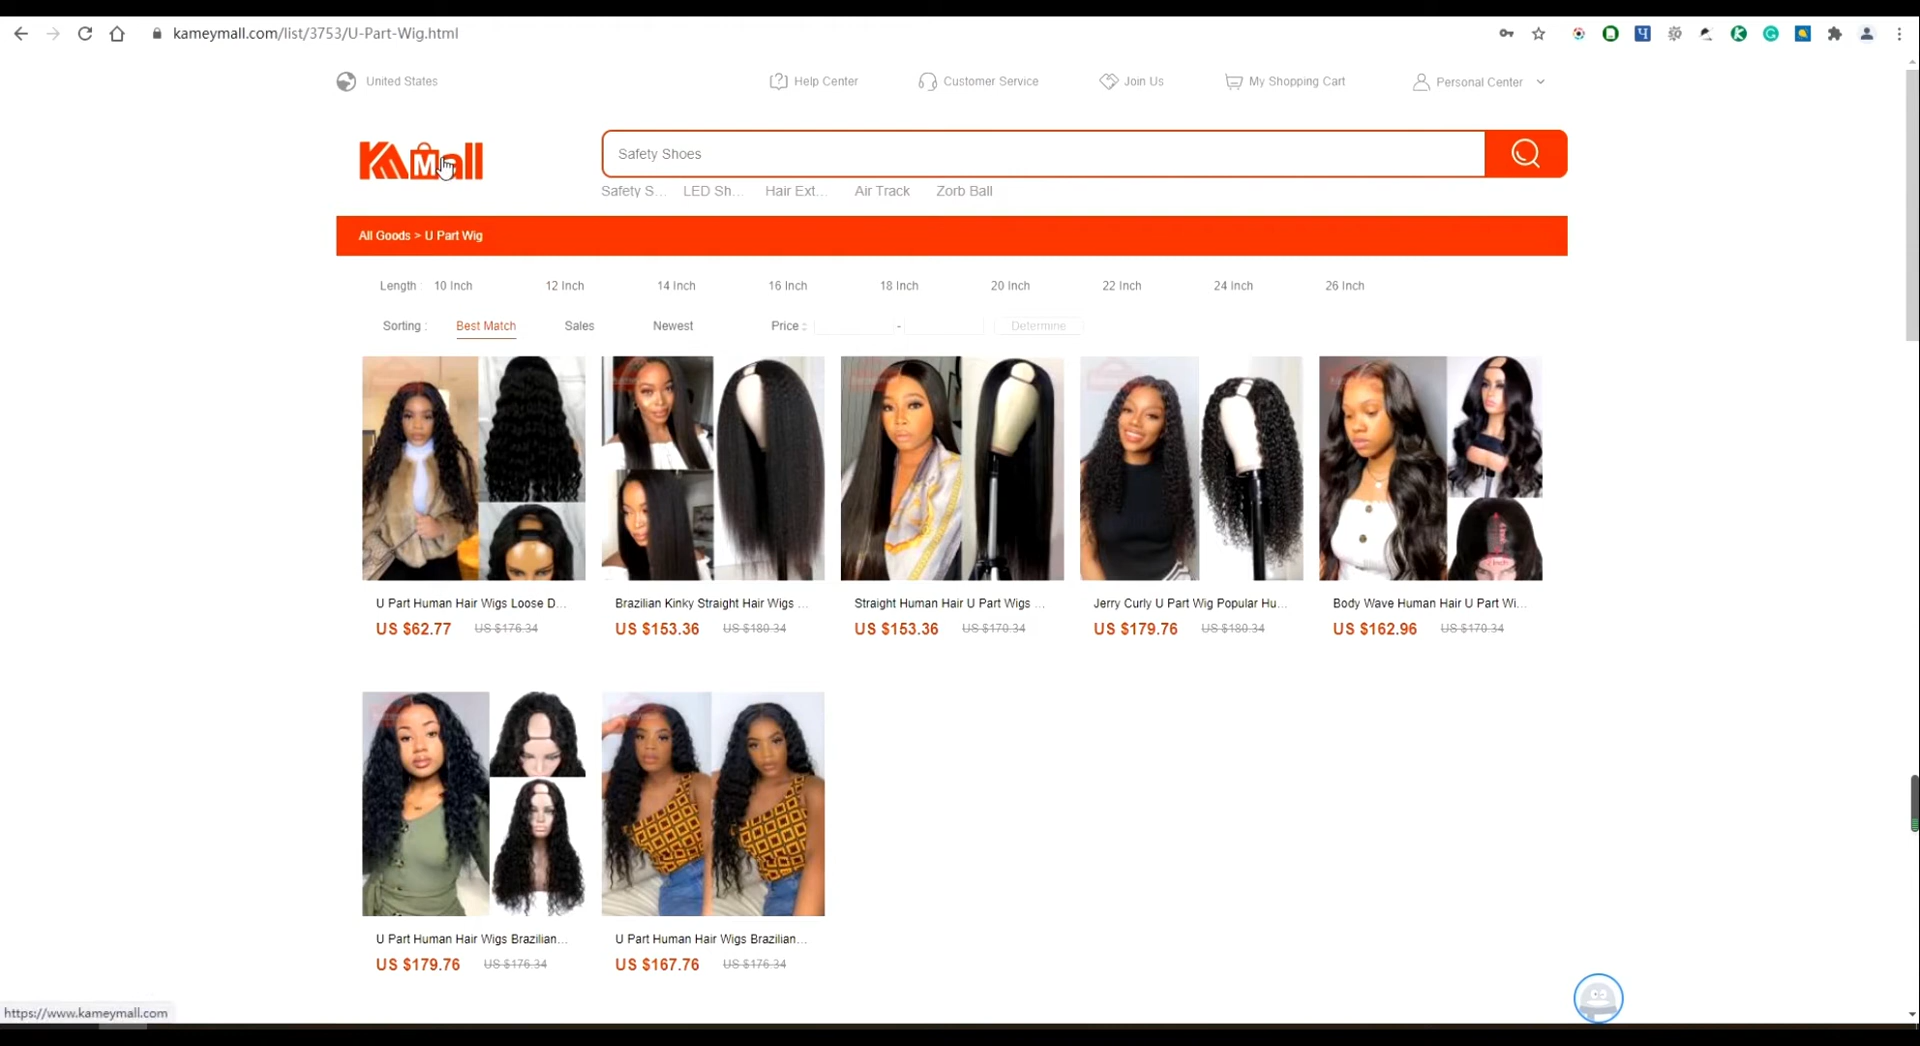 kameymall.com/list/3753/U-Part-Wig.html
United States
Help Center
Customer Service
Join Us
My Shopping Cart
Personal Center
KAMall
Safety Shoes
Safety S...
LED Sh...
Hair Ext...
Air Track
Zorb Ball
All Goods > U Part Wig
Length : 10 Inch 12 Inch 14 Inch 16 Inch 18 Inch 20 Inch 22 Inch 24 Inch 26 Inch
Sorting : Best Match Sales Newest Price : - Determine
U Part Human Hair Wigs Loose D...
US $62.77 US $176.34
Brazilian Kinky Straight Hair Wigs ...
US $153.36 US $180.34
Straight Human Hair U Part Wigs ...
US $153.36 US $170.34
Jerry Curly U Part Wig Popular Hu...
US $179.76 US $180.34
Body Wave Human Hair U Part Wi...
US $162.96 US $170.34
U Part Human Hair Wigs Brazilian...
US $179.76 US $176.34
U Part Human Hair Wigs Brazilian...
US $167.76 US $176.34
https://www.kameymall.com